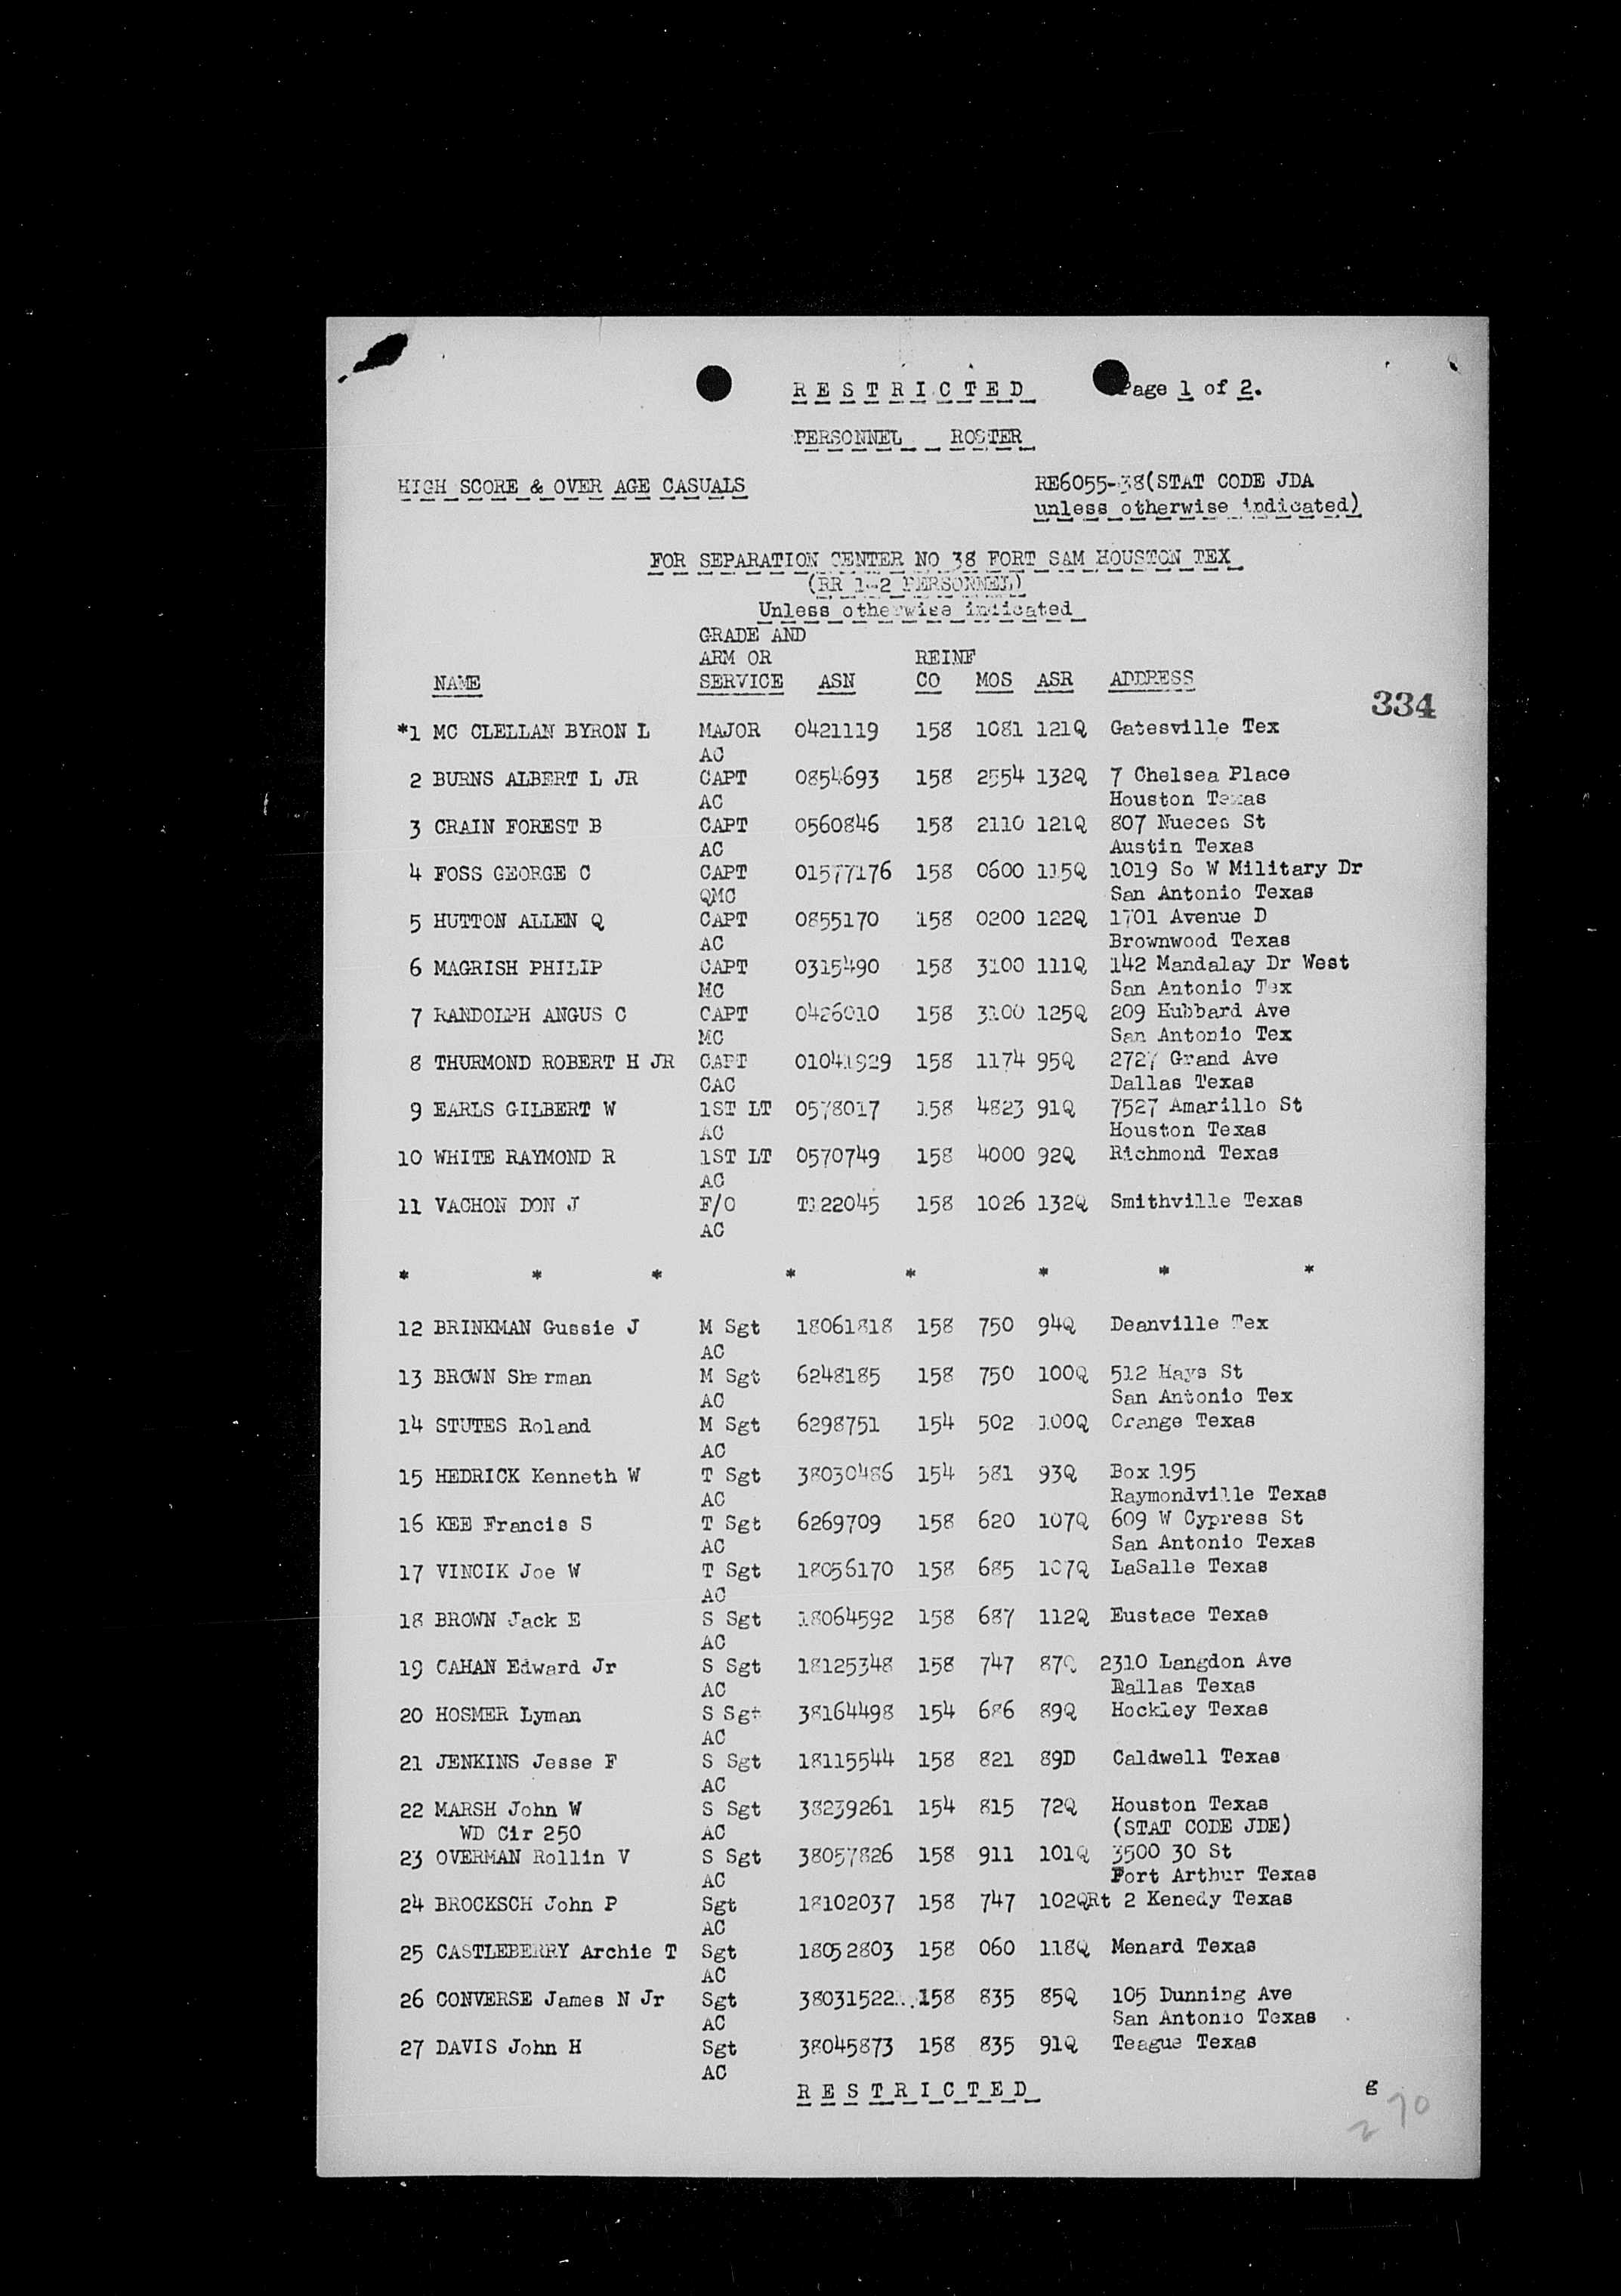 R E S T R I C T E D Page 1 of 2.
PERSONNEL ROSTER
HIGH SCORE & OVER AGE CASUALS RE6055-38(STAT CODE JDA
unless otherwise indicated)
FOR SEPARATION CENTER NO 38 FORT SAM HOUSTON TEX
(RR 1-2 PERSONNEL)
Unless otherwise indicated
GRADE AND
ARM OR REINF
NAME SERVICE ASN CO MOS ASR ADDRESS
334
*1 MC CLELLAN BYRON L MAJOR 0421119 158 1081 121Q Gatesville Tex
AC
2 BURNS ALBERT L JR CAPT 0854693 158 2554 132Q 7 Chelsea Place
AC Houston Texas
3 CRAIN FOREST B CAPT 0560846 158 2110 121Q 807 Nueces St
AC Austin Texas
4 FOSS GEORGE C CAPT 01577176 158 0600 115Q 1019 So W Military Dr
QMC San Antonio Texas
5 HUTTON ALLEN Q CAPT 0855170 158 0200 122Q 1701 Avenue D
AC Brownwood Texas
6 MAGRISH PHILIP CAPT 0315490 158 3100 111Q 142 Mandalay Dr West
MC San Antonio Tex
7 RANDOLPH ANGUS C CAPT 0426010 158 3100 125Q 209 Hubbard Ave
MC San Antonio Tex
8 THURMOND ROBERT H JR CAPT 01041929 158 1174 95Q 2727 Grand Ave
CAC Dallas Texas
9 EARLS GILBERT W 1ST LT 0578017 158 4823 91Q 7527 Amarillo St
AC Houston Texas
10 WHITE RAYMOND R 1ST LT 0570749 158 4000 92Q Richmond Texas
AC
11 VACHON DON J F/O T122045 158 1026 132Q Smithville Texas
AC
* * * * * * * *
12 BRINKMAN Gussie J M Sgt 18061818 158 750 94Q Deanville Tex
AC
13 BROWN Sherman M Sgt 6248185 158 750 100Q 512 Hays St
AC San Antonio Tex
14 STUTES Roland M Sgt 6298751 154 502 100Q Orange Texas
AC
15 HEDRICK Kenneth W T Sgt 38030486 154 581 93Q Box 195
AC Raymondville Texas
16 KEE Francis S T Sgt 6269709 158 620 107Q 609 W Cypress St
AC San Antonio Texas
17 VINCIK Joe W T Sgt 18056170 158 685 107Q LaSalle Texas
AC
18 BROWN Jack E S Sgt 18064592 158 687 112Q Eustace Texas
AC
19 CAHAN Edward Jr S Sgt 18125348 158 747 87Q 2310 Langdon Ave
AC Dallas Texas
20 HOSMER Lyman S Sgt 38164498 154 686 89Q Hockley Texas
AC
21 JENKINS Jesse F S Sgt 18115544 158 821 89D Caldwell Texas
AC
22 MARSH John W S Sgt 38239261 154 815 72Q Houston Texas
WD Cir 250 AC (STAT CODE JDE)
23 OVERMAN Rollin V S Sgt 38057826 158 911 101Q 3500 30 St
AC Port Arthur Texas
24 BROCKSCH John P Sgt 18102037 158 747 102QRt 2 Kenedy Texas
AC
25 CASTLEBERRY Archie T Sgt 18052803 158 060 118Q Menard Texas
AC
26 CONVERSE James N Jr Sgt 38031522...158 835 85Q 105 Dunning Ave
AC San Antonio Texas
27 DAVIS John H Sgt 38045873 158 835 91Q Teague Texas
AC
R E S T R I C T E D g
270